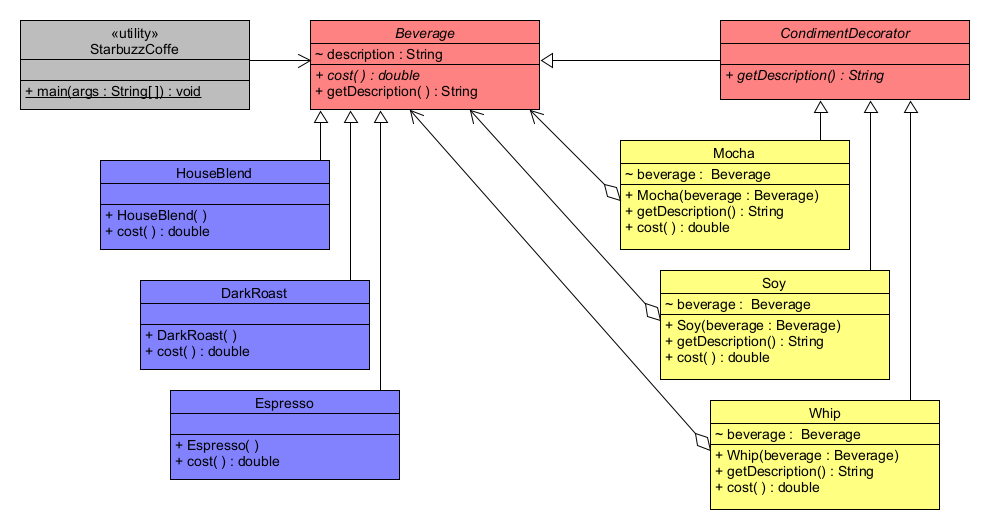 «utility»
StarbuzzCoffe
+ main(args : String[ ]) : void
Beverage
~ description : String
+ cost( ) : double
+ getDescription( ) : String
CondimentDecorator
+ getDescription() : String
HouseBlend
+ HouseBlend( )
+ cost( ) : double
DarkRoast
+ DarkRoast( )
+ cost( ) : double
Espresso
+ Espresso( )
+ cost( ) : double
Mocha
~ beverage :  Beverage
+ Mocha(beverage : Beverage)
+ getDescription() : String
+ cost( ) : double
Soy
~ beverage :  Beverage
+ Soy(beverage : Beverage)
+ getDescription() : String
+ cost( ) : double
Whip
~ beverage :  Beverage
+ Whip(beverage : Beverage)
+ getDescription() : String
+ cost( ) : double